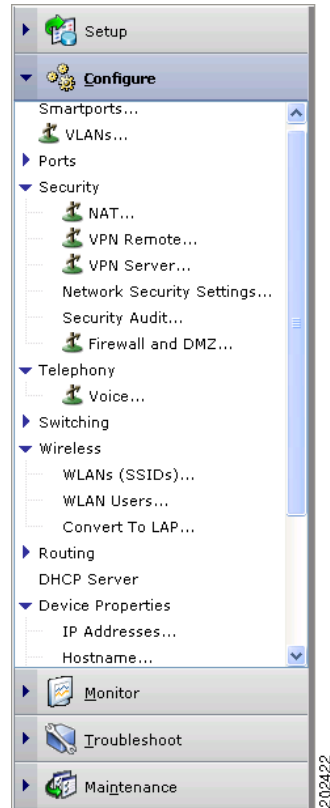 Setup
Configure
Smartports...
VLANs...
Ports
Security
NAT...
VPN Remote...
VPN Server...
Network Security Settings...
Security Audit...
Firewall and DMZ...
Telephony
Voice...
Switching
Wireless
WLANs (SSIDs)...
WLAN Users...
Convert To LAP...
Routing
DHCP Server
Device Properties
IP Addresses...
Hostname...
Monitor
Troubleshoot
Maintenance
202422